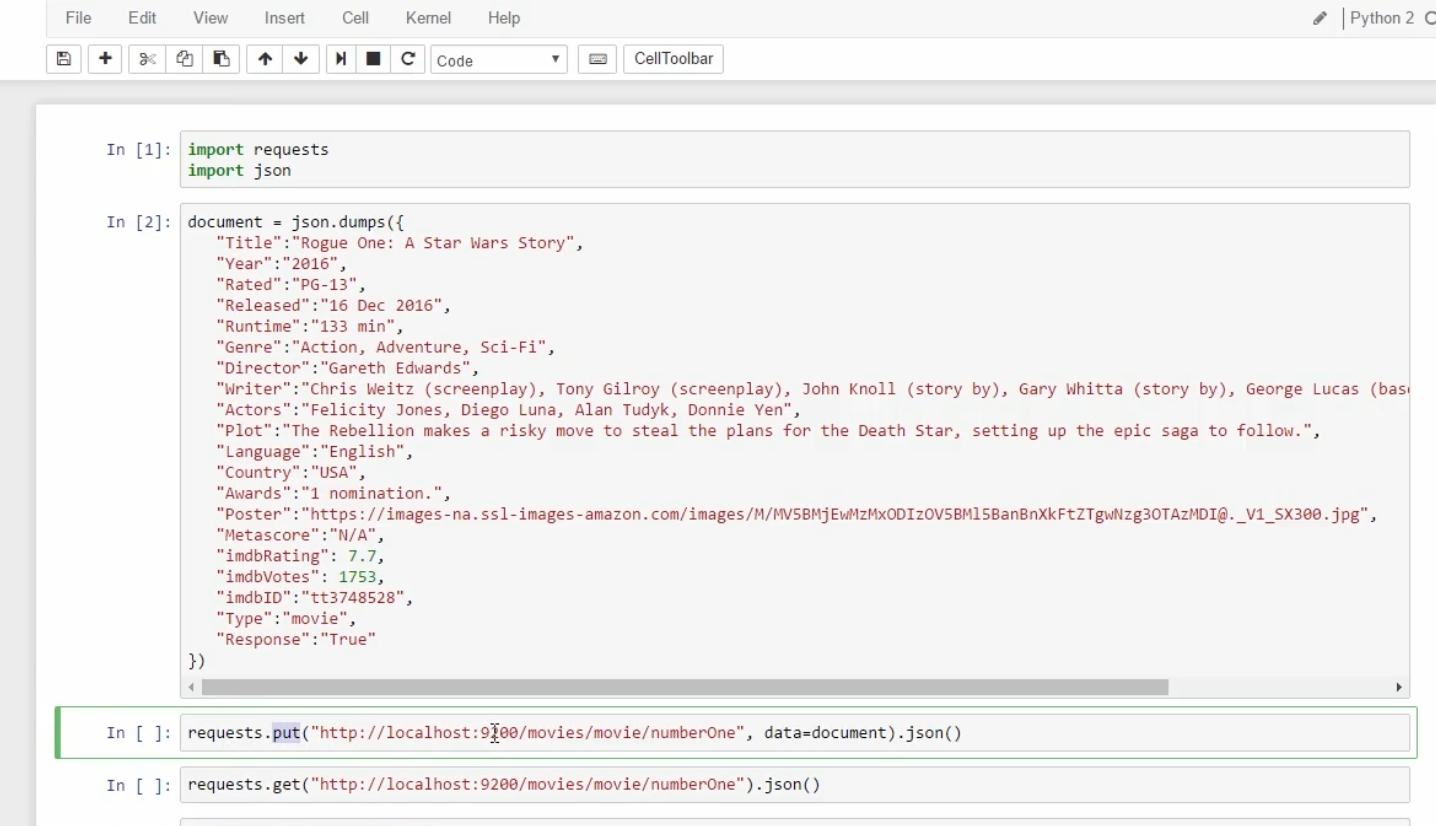 File Edit View Insert Cell Kernel Help Python 2
Code CellToolbar
In [1]: import requests
import json
In [2]: document = json.dumps({
"Title":"Rogue One: A Star Wars Story",
"Year":"2016",
"Rated":"PG-13",
"Released":"16 Dec 2016",
"Runtime":"133 min",
"Genre":"Action, Adventure, Sci-Fi",
"Director":"Gareth Edwards",
"Writer":"Chris Weitz (screenplay), Tony Gilroy (screenplay), John Knoll (story by), Gary Whitta (story by), George Lucas (bas
"Actors":"Felicity Jones, Diego Luna, Alan Tudyk, Donnie Yen",
"Plot":"The Rebellion makes a risky move to steal the plans for the Death Star, setting up the epic saga to follow.",
"Language":"English",
"Country":"USA",
"Awards":"1 nomination.",
"Poster":"https://images-na.ssl-images-amazon.com/images/M/MV5BMjEwMzMxODIzOV5BMl5BanBnXkFtZTgwNzg3OTAzMDI@._V1_SX300.jpg",
"Metascore":"N/A",
"imdbRating": 7.7,
"imdbVotes": 1753,
"imdbID":"tt3748528",
"Type":"movie",
"Response":"True"
})
In [ ]: requests.put("http://localhost:9200/movies/movie/numberOne", data=document).json()
In [ ]: requests.get("http://localhost:9200/movies/movie/numberOne").json()